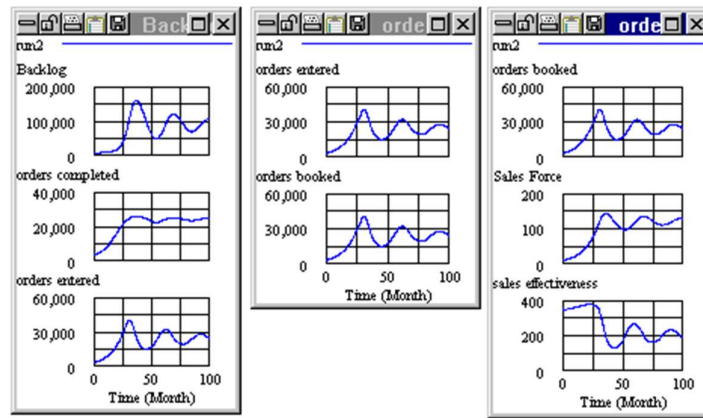 Back
run2
Backlog
200,000
100,000
0
orders completed
40,000
20,000
0
orders entered
60,000
30,000
0
0 50 100
Time (Month)
orde
run2
orders entered
60,000
30,000
0
orders booked
60,000
30,000
0
0 50 100
Time (Month)
orde
run2
orders booked
60,000
30,000
0
Sales Force
200
100
0
sales effectiveness
400
200
0
0 50 100
Time (Month)